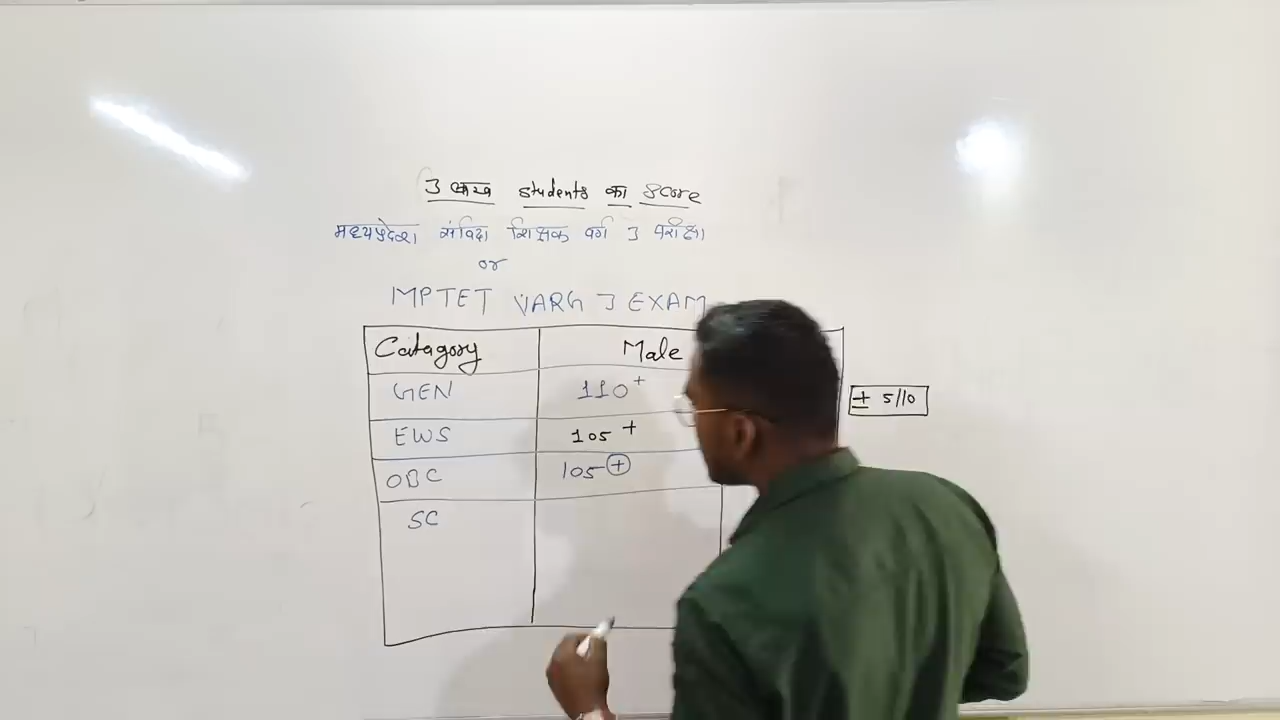 3 लाख students का Score
मध्यप्रदेश संविदा शिक्षक वर्ग 3 परीक्षा
or
MPTET VARG 3 EXAM
Catagory Male
GEN 110+
± 5/10
EWS 105+
OBC 105+
SC